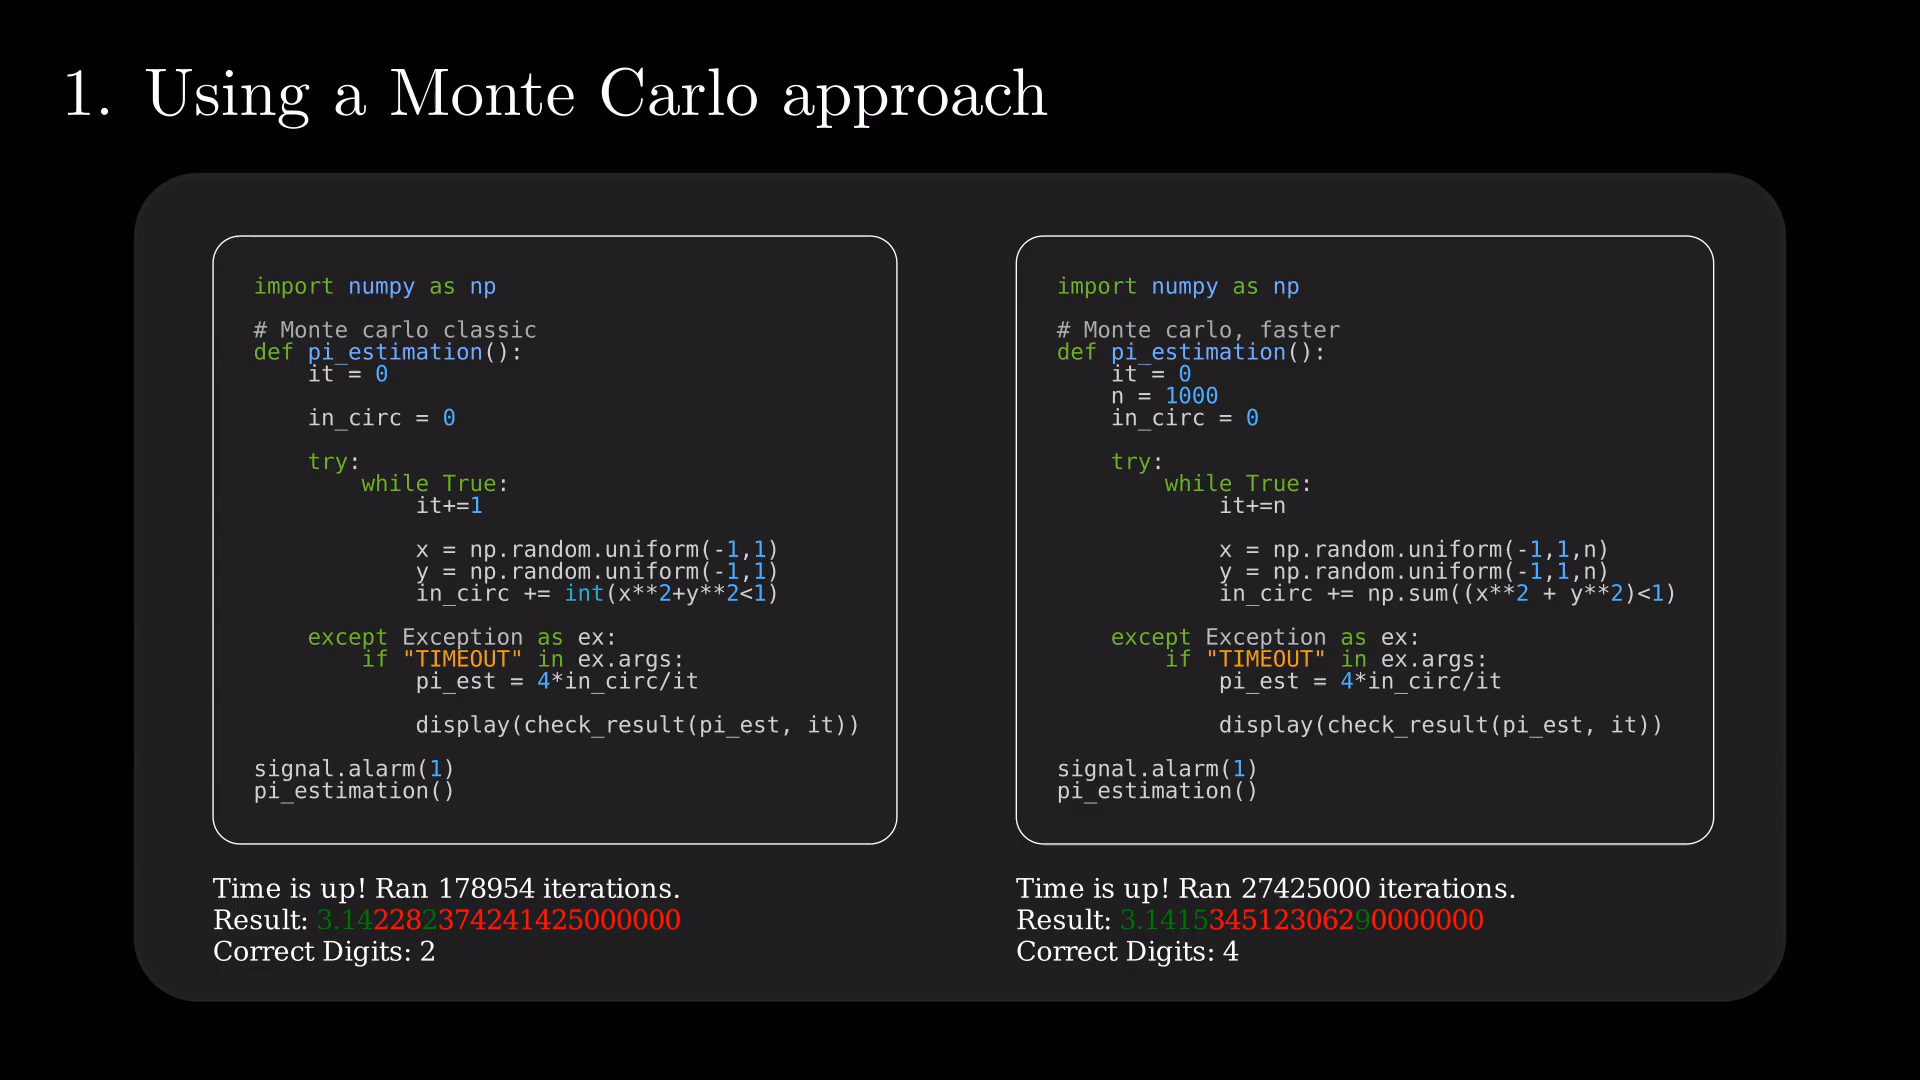 1. Using a Monte Carlo approach
import numpy as np
# Monte carlo classic
def pi_estimation():
    it = 0
    in_circ = 0
    try:
        while True:
            it+=1
            x = np.random.uniform(-1,1)
            y = np.random.uniform(-1,1)
            in_circ += int(x**2+y**2<1)
    except Exception as ex:
        if "TIMEOUT" in ex.args:
            pi_est = 4*in_circ/it
            display(check_result(pi_est, it))
signal.alarm(1)
pi_estimation()
Time is up! Ran 178954 iterations.
Result: 3.14228237424142500000​0
Correct Digits: 2
import numpy as np
# Monte carlo, faster
def pi_estimation():
    it = 0
    n = 1000
    in_circ = 0
    try:
        while True:
            it+=n
            x = np.random.uniform(-1,1,n)
            y = np.random.uniform(-1,1,n)
            in_circ += np.sum((x**2 + y**2)<1)
    except Exception as ex:
        if "TIMEOUT" in ex.args:
            pi_est = 4*in_circ/it
            display(check_result(pi_est, it))
signal.alarm(1)
pi_estimation()
Time is up! Ran 27425000 iterations.
Result: 3.14153451230629​0000000
Correct Digits: 4